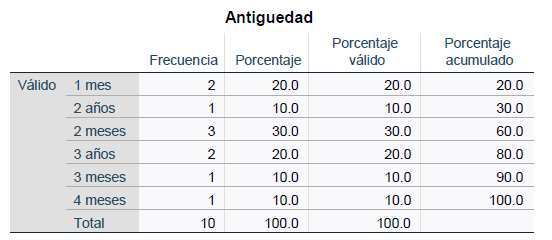 Antiguedad
Frecuencia Porcentaje Porcentaje válido Porcentaje acumulado
Válido 1 mes 2 20.0 20.0 20.0
2 años 1 10.0 10.0 30.0
2 meses 3 30.0 30.0 60.0
3 años 2 20.0 20.0 80.0
3 meses 1 10.0 10.0 90.0
4 meses 1 10.0 10.0 100.0
Total 10 100.0 100.0